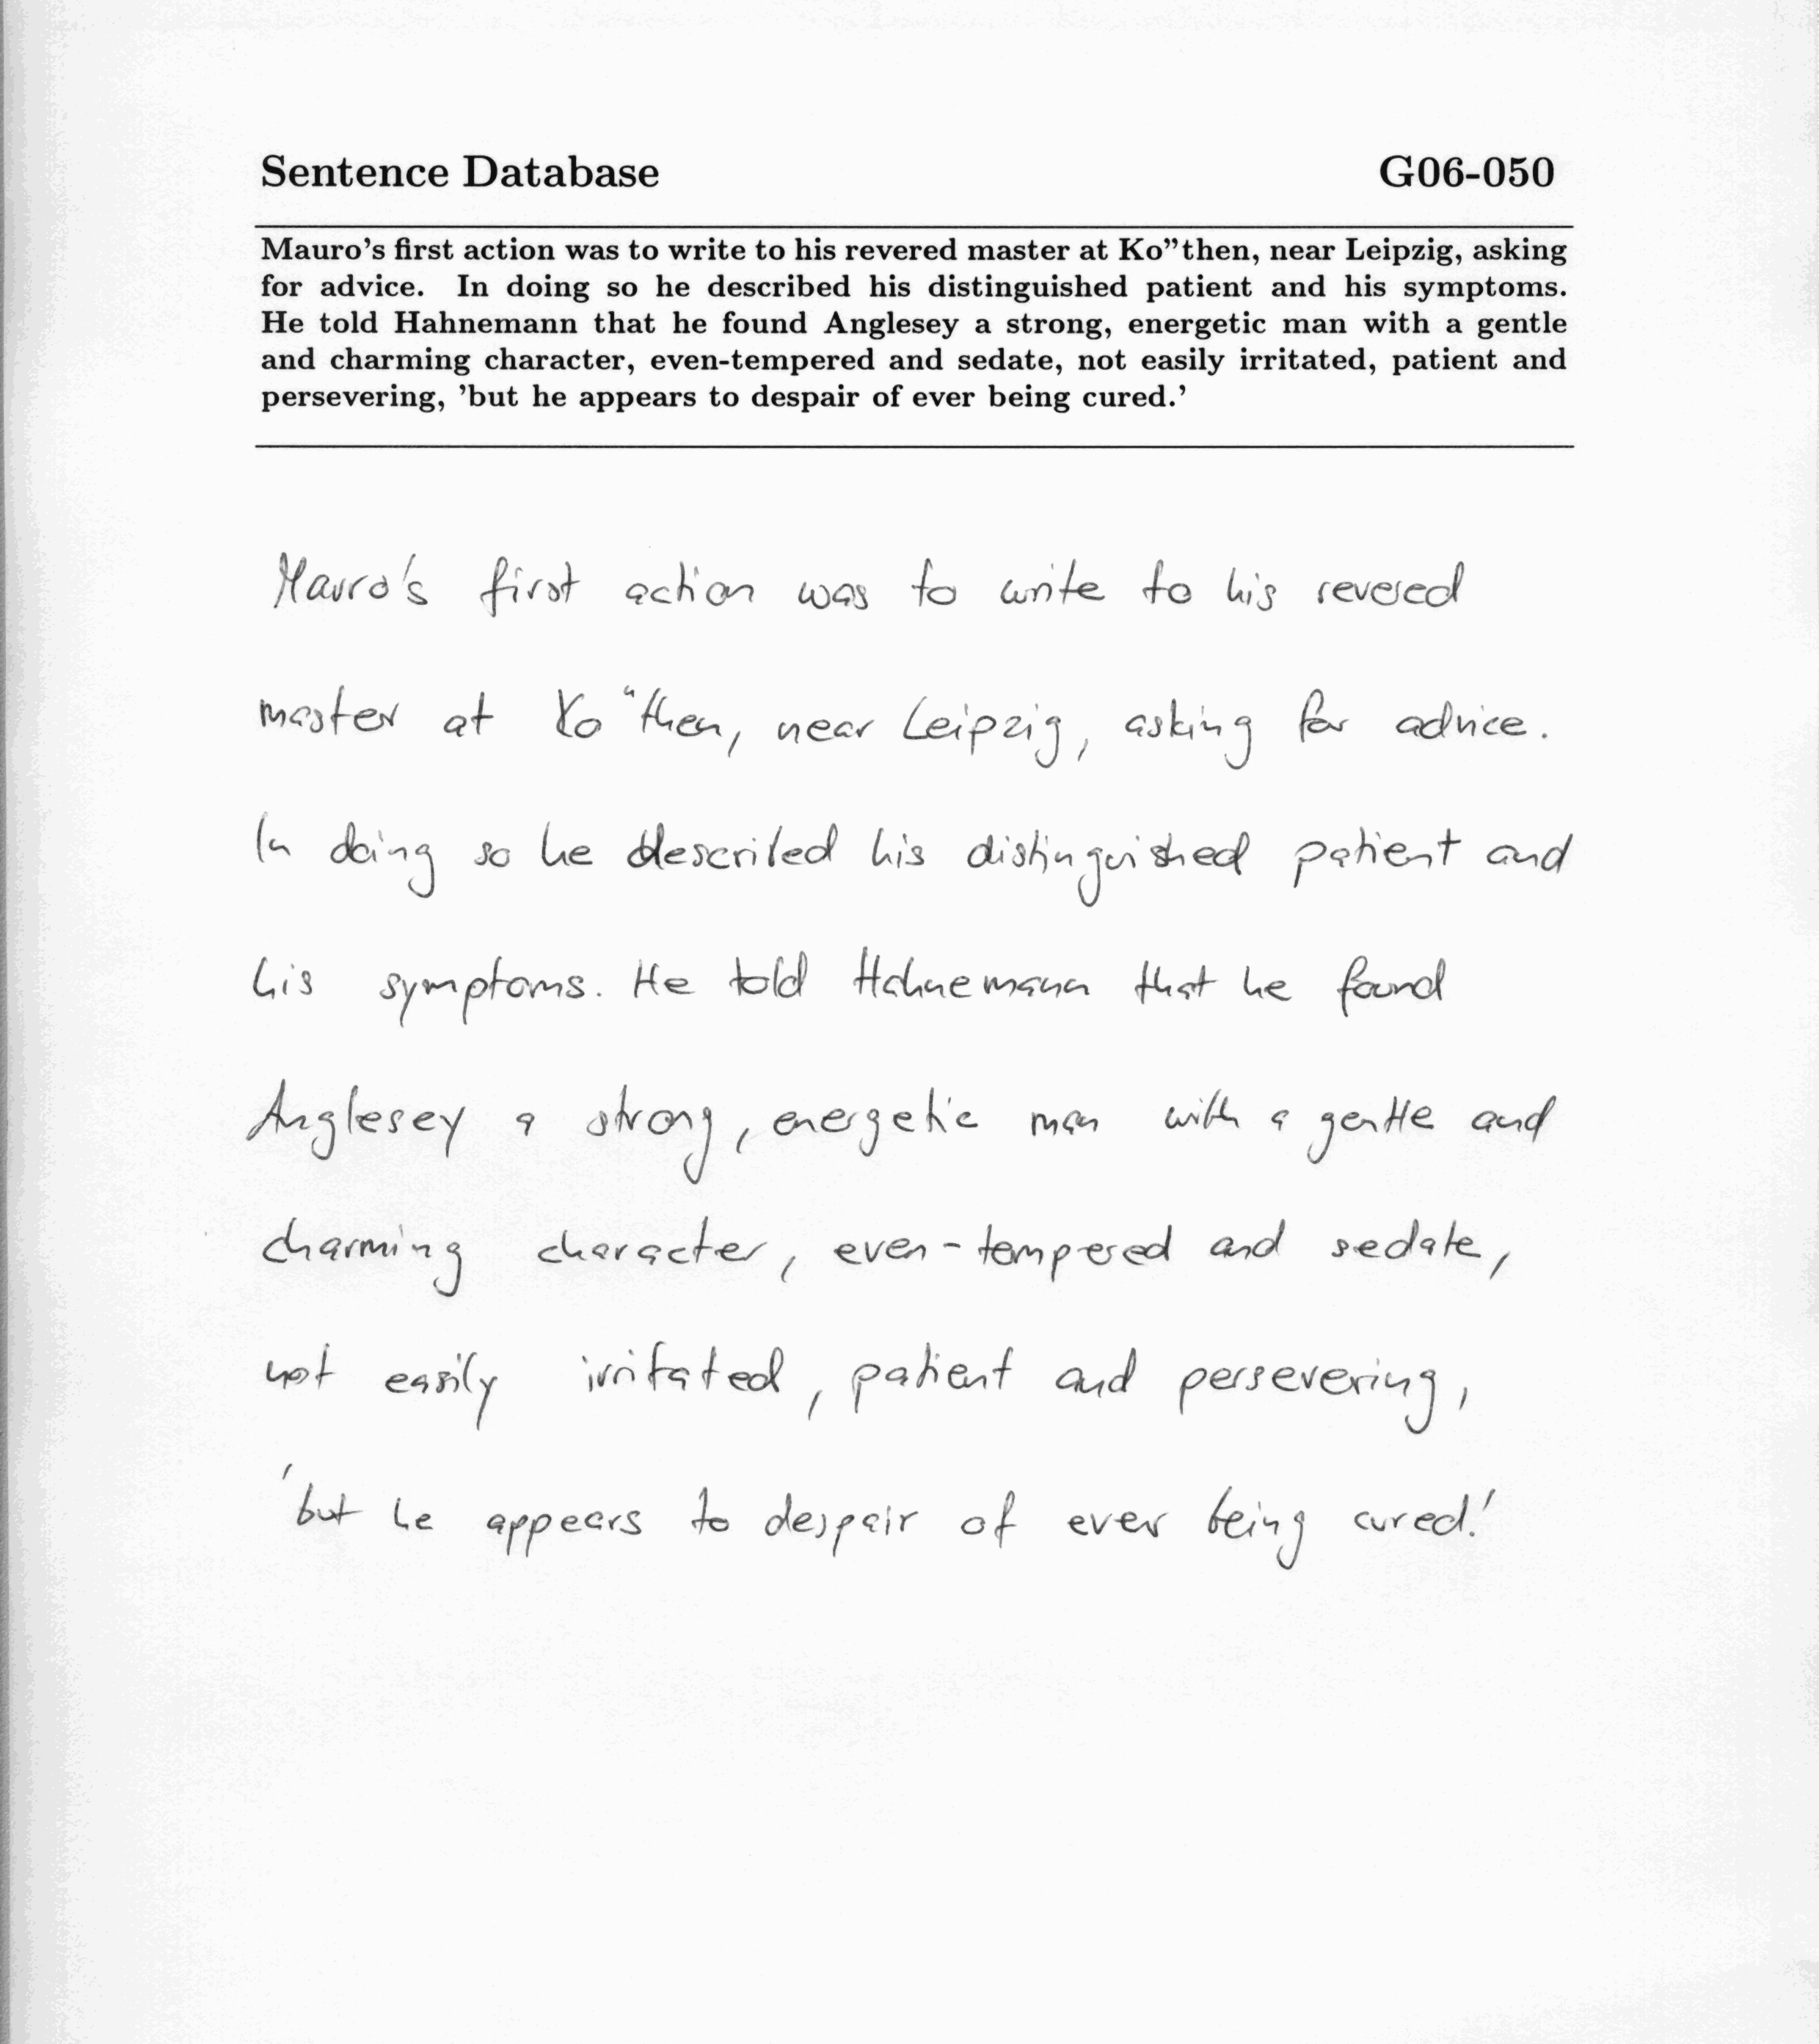 Sentence Database G06-050
Mauro's first action was to write to his revered master at Ko"then, near Leipzig, asking
for advice. In doing so he described his distinguished patient and his symptoms.
He told Hahnemann that he found Anglesey a strong, energetic man with a gentle
and charming character, even-tempered and sedate, not easily irritated, patient and
persevering, 'but he appears to despair of ever being cured.'
Mauro's first action was to write to his revered
master at Ko"then, near Leipzig, asking for advice.
In doing so he described his distinguished patient and
his symptoms. He told Hahnemann that he found
Anglesey a strong, energetic man with a gentle and
charming character, even-tempered and sedate,
not easily irritated, patient and persevering,
'but he appears to despair of ever being cured.'